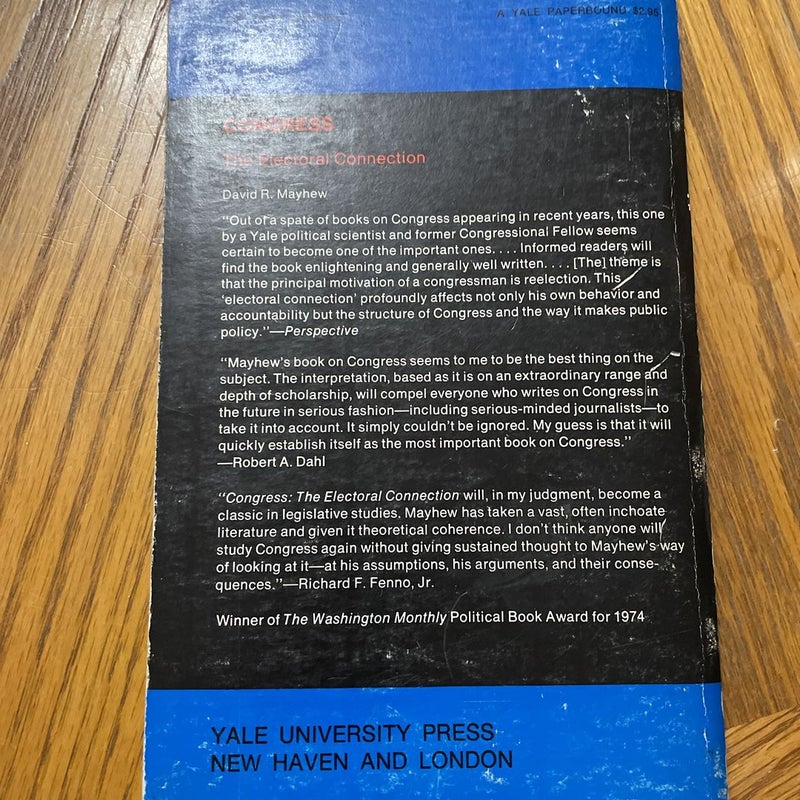 A YALE PAPERBOUND $2.95
CONGRESS
The Electoral Connection
David R. Mayhew
"Out of a spate of books on Congress appearing in recent years, this one
by a Yale political scientist and former Congressional Fellow seems
certain to become one of the important ones. . . . Informed readers will
find the book enlightening and generally well written. . . . [The] theme is
that the principal motivation of a congressman is reelection. This
'electoral connection' profoundly affects not only his own behavior and
accountability but the structure of Congress and the way it makes public
policy."—Perspective
"Mayhew's book on Congress seems to me to be the best thing on the
subject. The interpretation, based as it is on an extraordinary range and
depth of scholarship, will compel everyone who writes on Congress in
the future in serious fashion—including serious-minded journalists—to
take it into account. It simply couldn't be ignored. My guess is that it will
quickly establish itself as the most important book on Congress."
—Robert A. Dahl
"Congress: The Electoral Connection will, in my judgment, become a
classic in legislative studies. Mayhew has taken a vast, often inchoate
literature and given it theoretical coherence. I don't think anyone will
study Congress again without giving sustained thought to Mayhew's way
of looking at it—at his assumptions, his arguments, and their conse-
quences."—Richard F. Fenno, Jr.
Winner of The Washington Monthly Political Book Award for 1974
YALE UNIVERSITY PRESS
NEW HAVEN AND LONDON